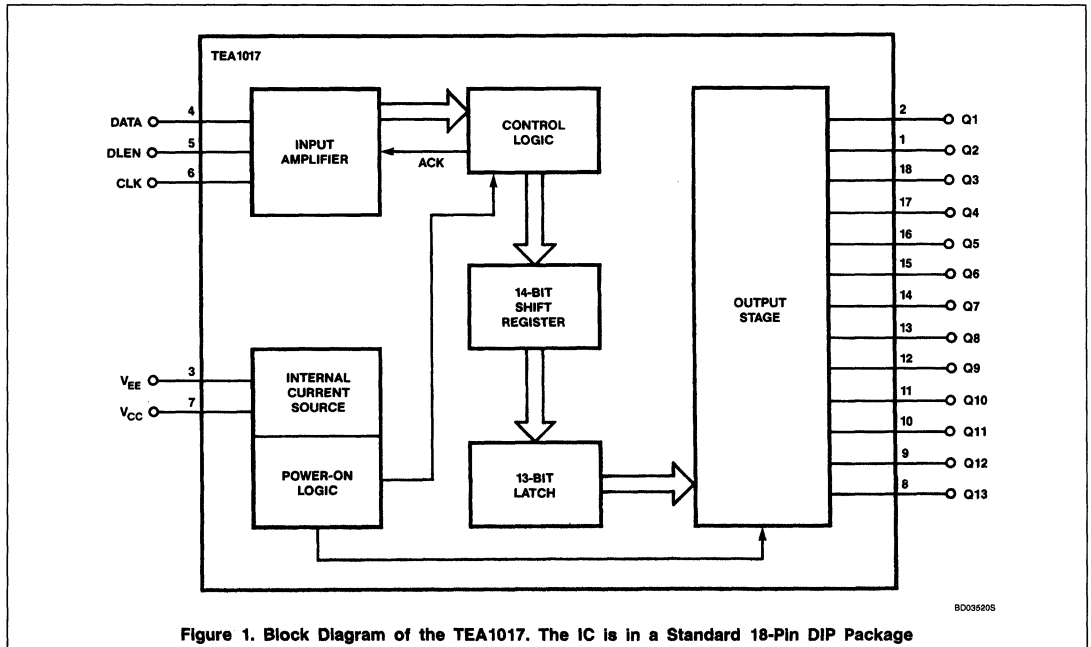 TEA1017
DATA
4
DLEN
5
CLK
6
INPUT
AMPLIFIER
ACK
CONTROL
LOGIC
14-BIT
SHIFT
REGISTER
VEE
3
VCC
7
INTERNAL
CURRENT
SOURCE
POWER-ON
LOGIC
13-BIT
LATCH
OUTPUT
STAGE
2
Q1
1
Q2
18
Q3
17
Q4
16
Q5
15
Q6
14
Q7
13
Q8
12
Q9
11
Q10
10
Q11
9
Q12
8
Q13
BD03520S
Figure 1. Block Diagram of the TEA1017. The IC is in a Standard 18-Pin DIP Package